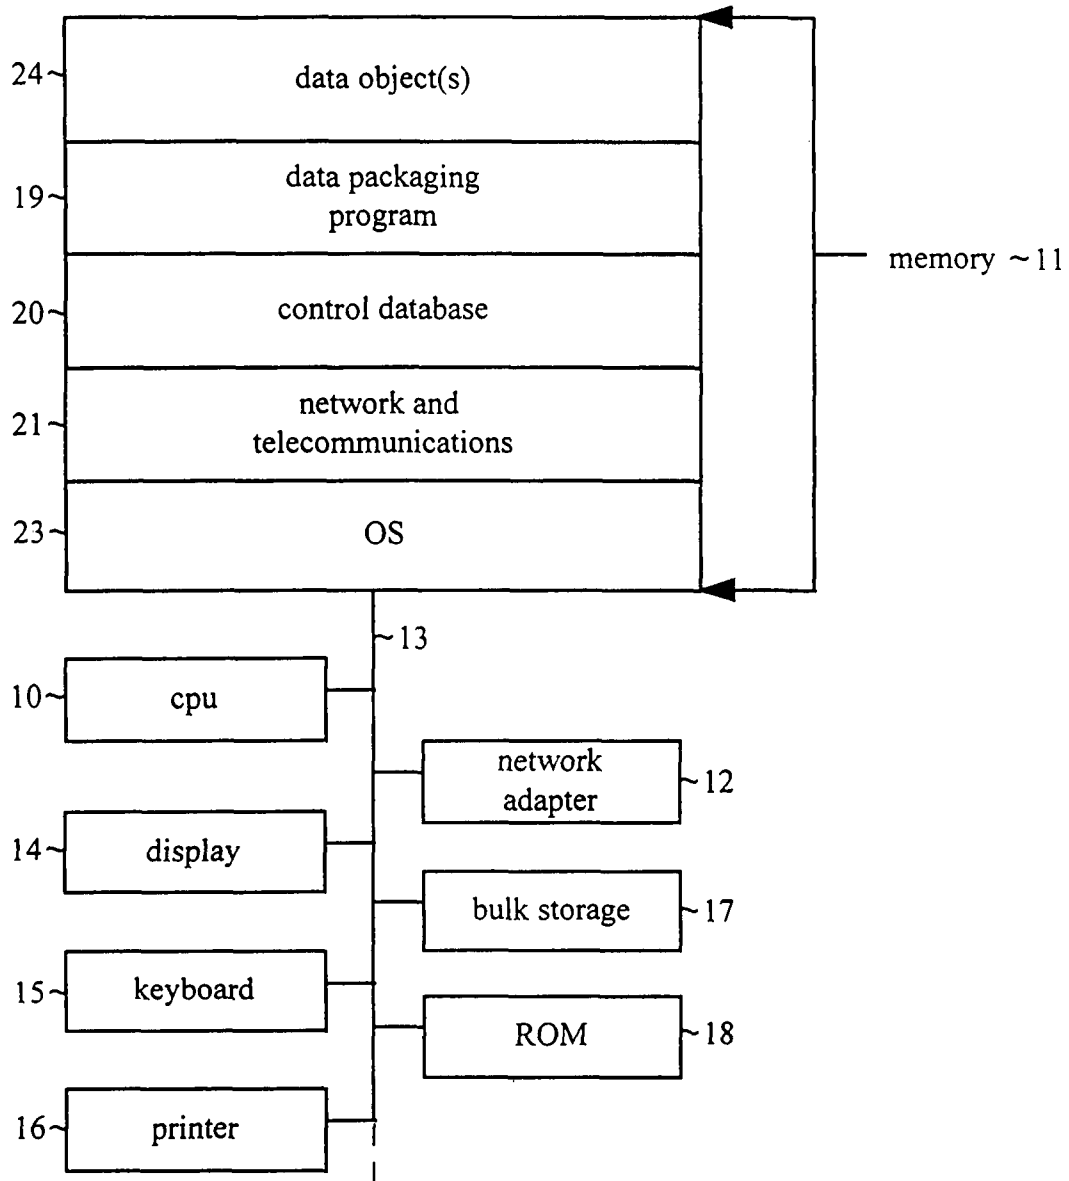 24~ data object(s)
19~ data packaging
program
memory ~11
20~ control database
21~ network and
telecommunications
23~ OS
~13
10~ cpu
network
adapter ~12
14~ display
bulk storage ~17
15~ keyboard
ROM ~18
16~ printer